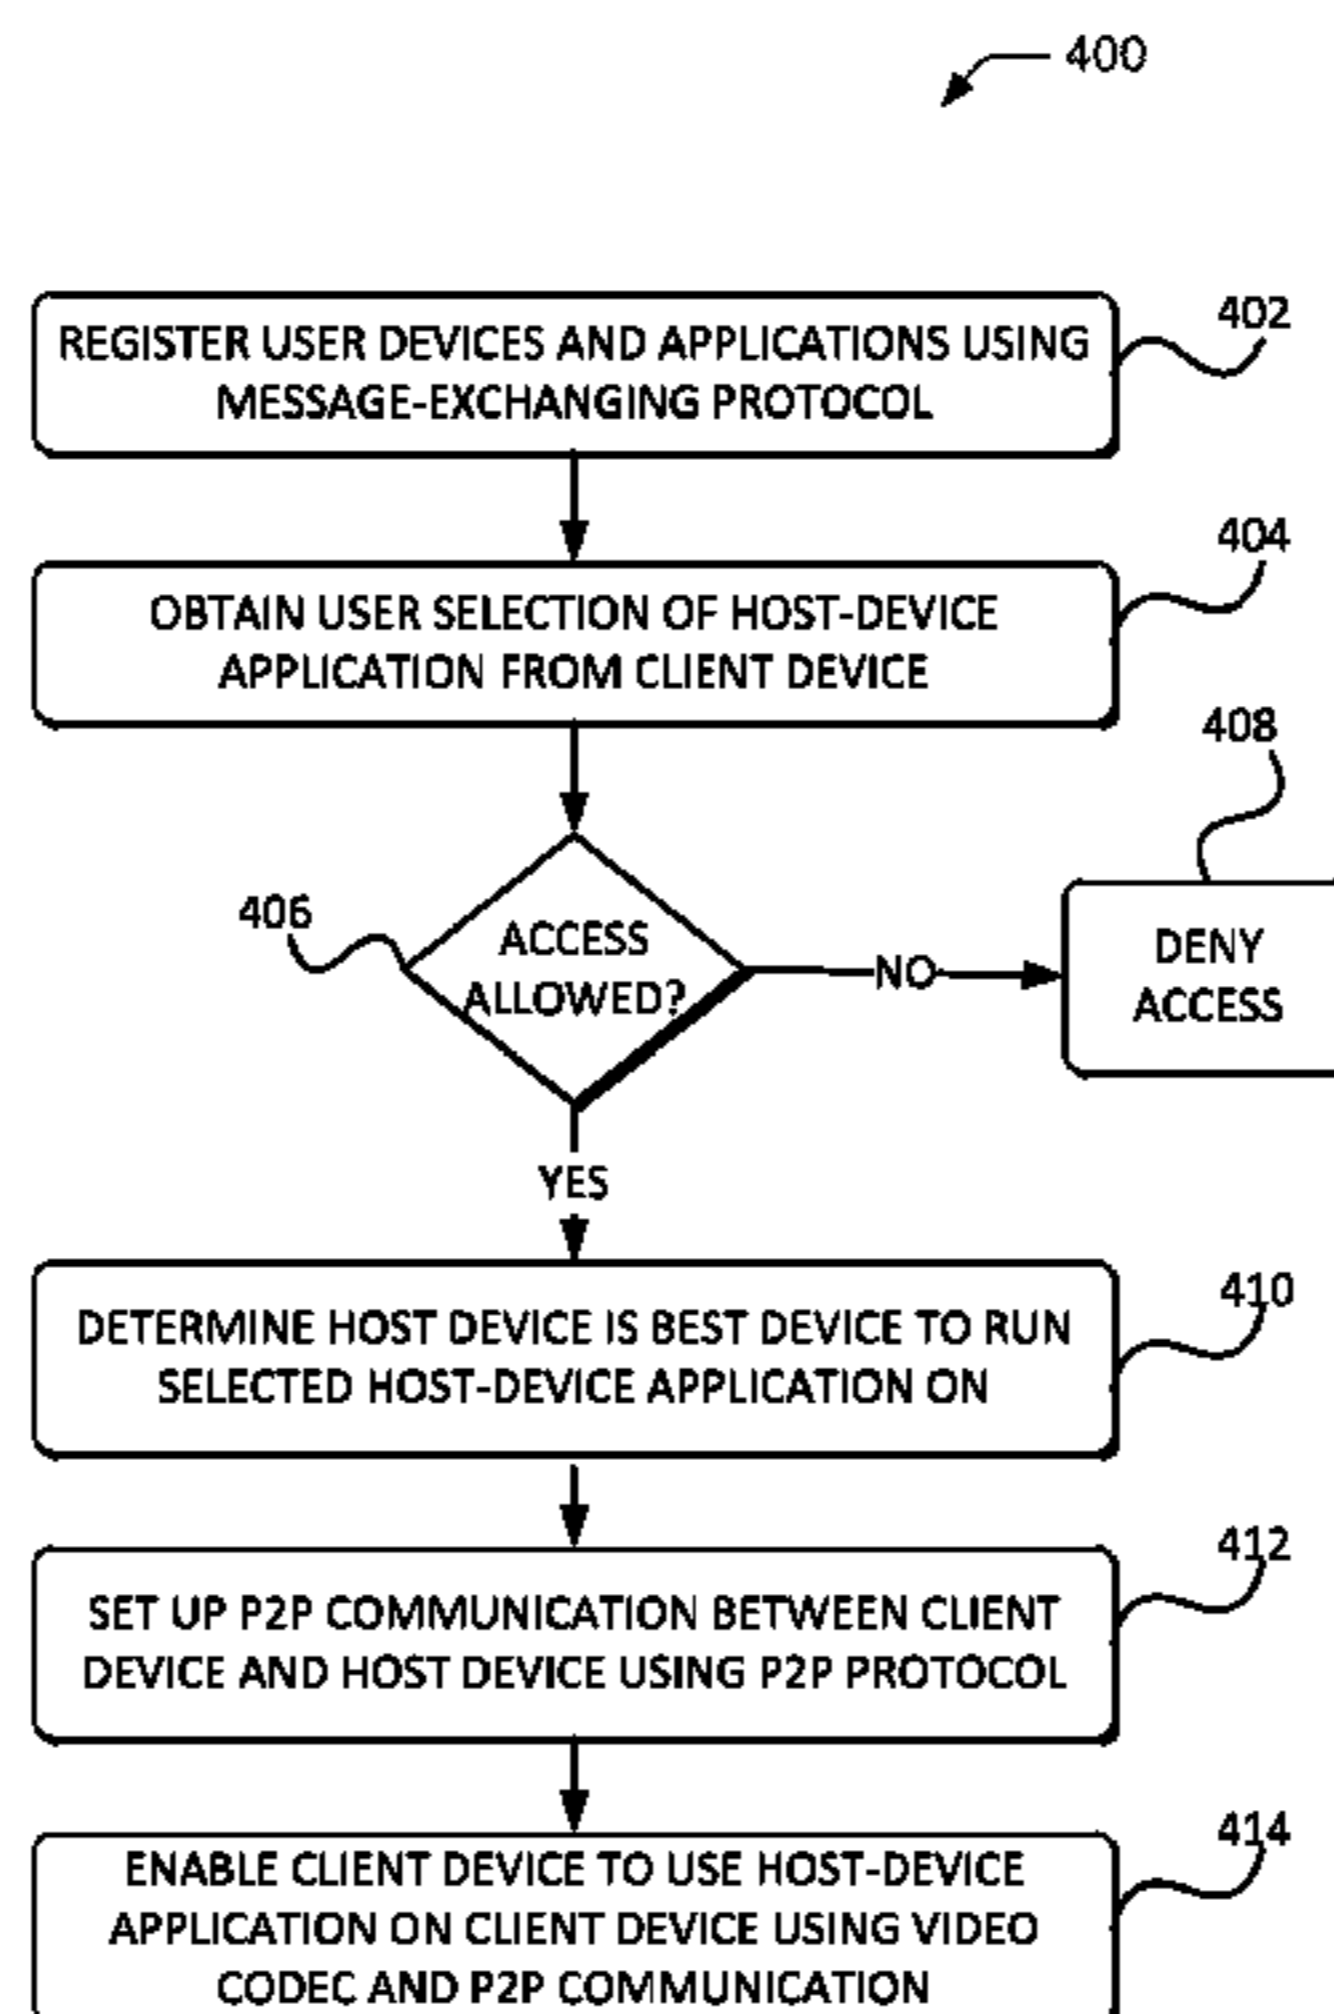 400
402
REGISTER USER DEVICES AND APPLICATIONS USING
MESSAGE-EXCHANGING PROTOCOL
404
OBTAIN USER SELECTION OF HOST-DEVICE
APPLICATION FROM CLIENT DEVICE
408
406
ACCESS
ALLOWED?
NO
DENY
ACCESS
YES
410
DETERMINE HOST DEVICE IS BEST DEVICE TO RUN
SELECTED HOST-DEVICE APPLICATION ON
412
SET UP P2P COMMUNICATION BETWEEN CLIENT
DEVICE AND HOST DEVICE USING P2P PROTOCOL
414
ENABLE CLIENT DEVICE TO USE HOST-DEVICE
APPLICATION ON CLIENT DEVICE USING VIDEO
CODEC AND P2P COMMUNICATION